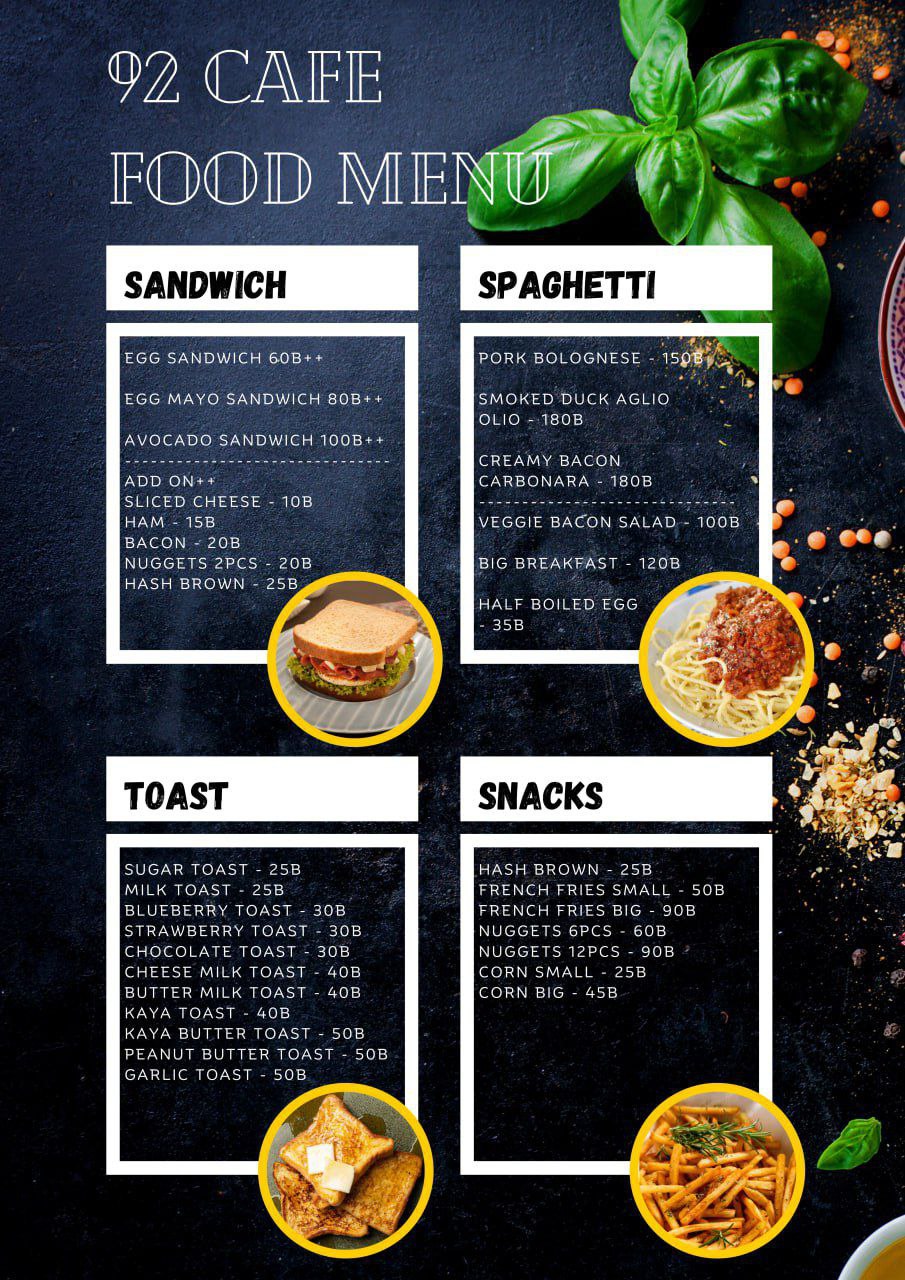 92 CAFE
FOOD MENU
SANDWICH
EGG SANDWICH 60B++
EGG MAYO SANDWICH 80B++
AVOCADO SANDWICH 100B++
--------------------------------
ADD ON++
SLICED CHEESE - 10B
HAM - 15B
BACON - 20B
NUGGETS 2PCS - 20B
HASH BROWN - 25B
SPAGHETTI
PORK BOLOGNESE - 150B
SMOKED DUCK AGLIO
OLIO - 180B
CREAMY BACON
CARBONARA - 180B
-------------------------------
VEGGIE BACON SALAD - 100B
BIG BREAKFAST - 120B
HALF BOILED EGG
- 35B
TOAST
SUGAR TOAST - 25B
MILK TOAST - 25B
BLUEBERRY TOAST - 30B
STRAWBERRY TOAST - 30B
CHOCOLATE TOAST - 30B
CHEESE MILK TOAST - 40B
BUTTER MILK TOAST - 40B
KAYA TOAST - 40B
KAYA BUTTER TOAST - 50B
PEANUT BUTTER TOAST - 50B
GARLIC TOAST - 50B
SNACKS
HASH BROWN - 25B
FRENCH FRIES SMALL - 50B
FRENCH FRIES BIG - 90B
NUGGETS 6PCS - 60B
NUGGETS 12PCS - 90B
CORN SMALL - 25B
CORN BIG - 45B